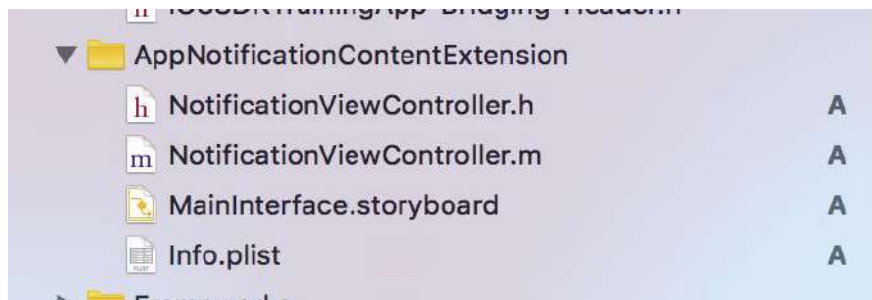 AppNotificationContentExtension
h NotificationViewController.h A
m NotificationViewController.m A
MainInterface.storyboard A
Info.plist A